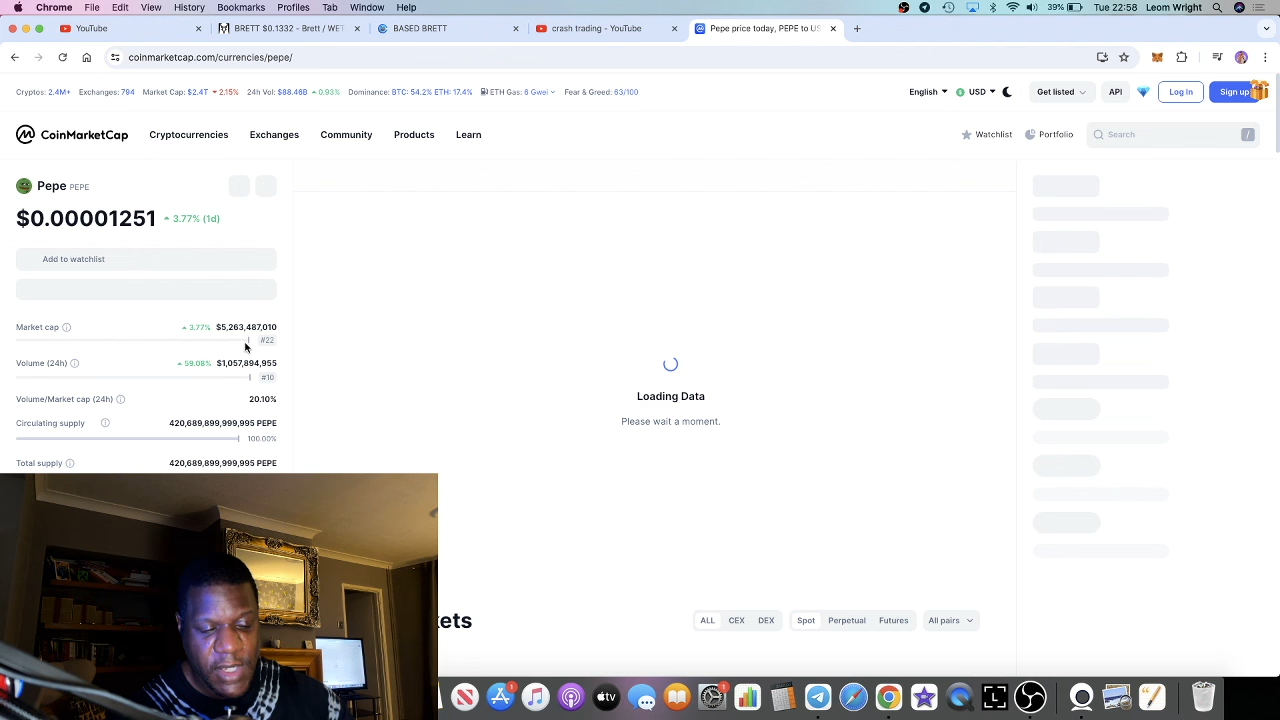 Chrome File Edit View History Bookmarks Profiles Tab Window Help 39% Tue 22:58 Leom Wright
YouTube BRETT $0.1332 - Brett / WET BASED BRETT crash trading - YouTube Pepe price today, PEPE to US
coinmarketcap.com/currencies/pepe/
Cryptos: 2.4M+ Exchanges: 794 Market Cap: $2.4T 2.15% 24h Vol: $88.46B 0.93% Dominance: BTC: 54.2% ETH: 17.4% ETH Gas: 6 Gwei Fear & Greed: 63/100 English USD Get listed API Log In Sign up
CoinMarketCap Cryptocurrencies Exchanges Community Products Learn Watchlist Portfolio Search /
Pepe PEPE
$0.00001251 3.77% (1d)
Add to watchlist
Market cap 3.77% $5,263,487,010
#22
Volume (24h) 59.08% $1,057,894,955
#10
Volume/Market cap (24h) 20.10%
Circulating supply 420,689,899,999,995 PEPE
100.00%
Total supply 420,689,899,999,995 PEPE
Loading Data
Please wait a moment.
kets ALL CEX DEX Spot Perpetual Futures All pairs
tv